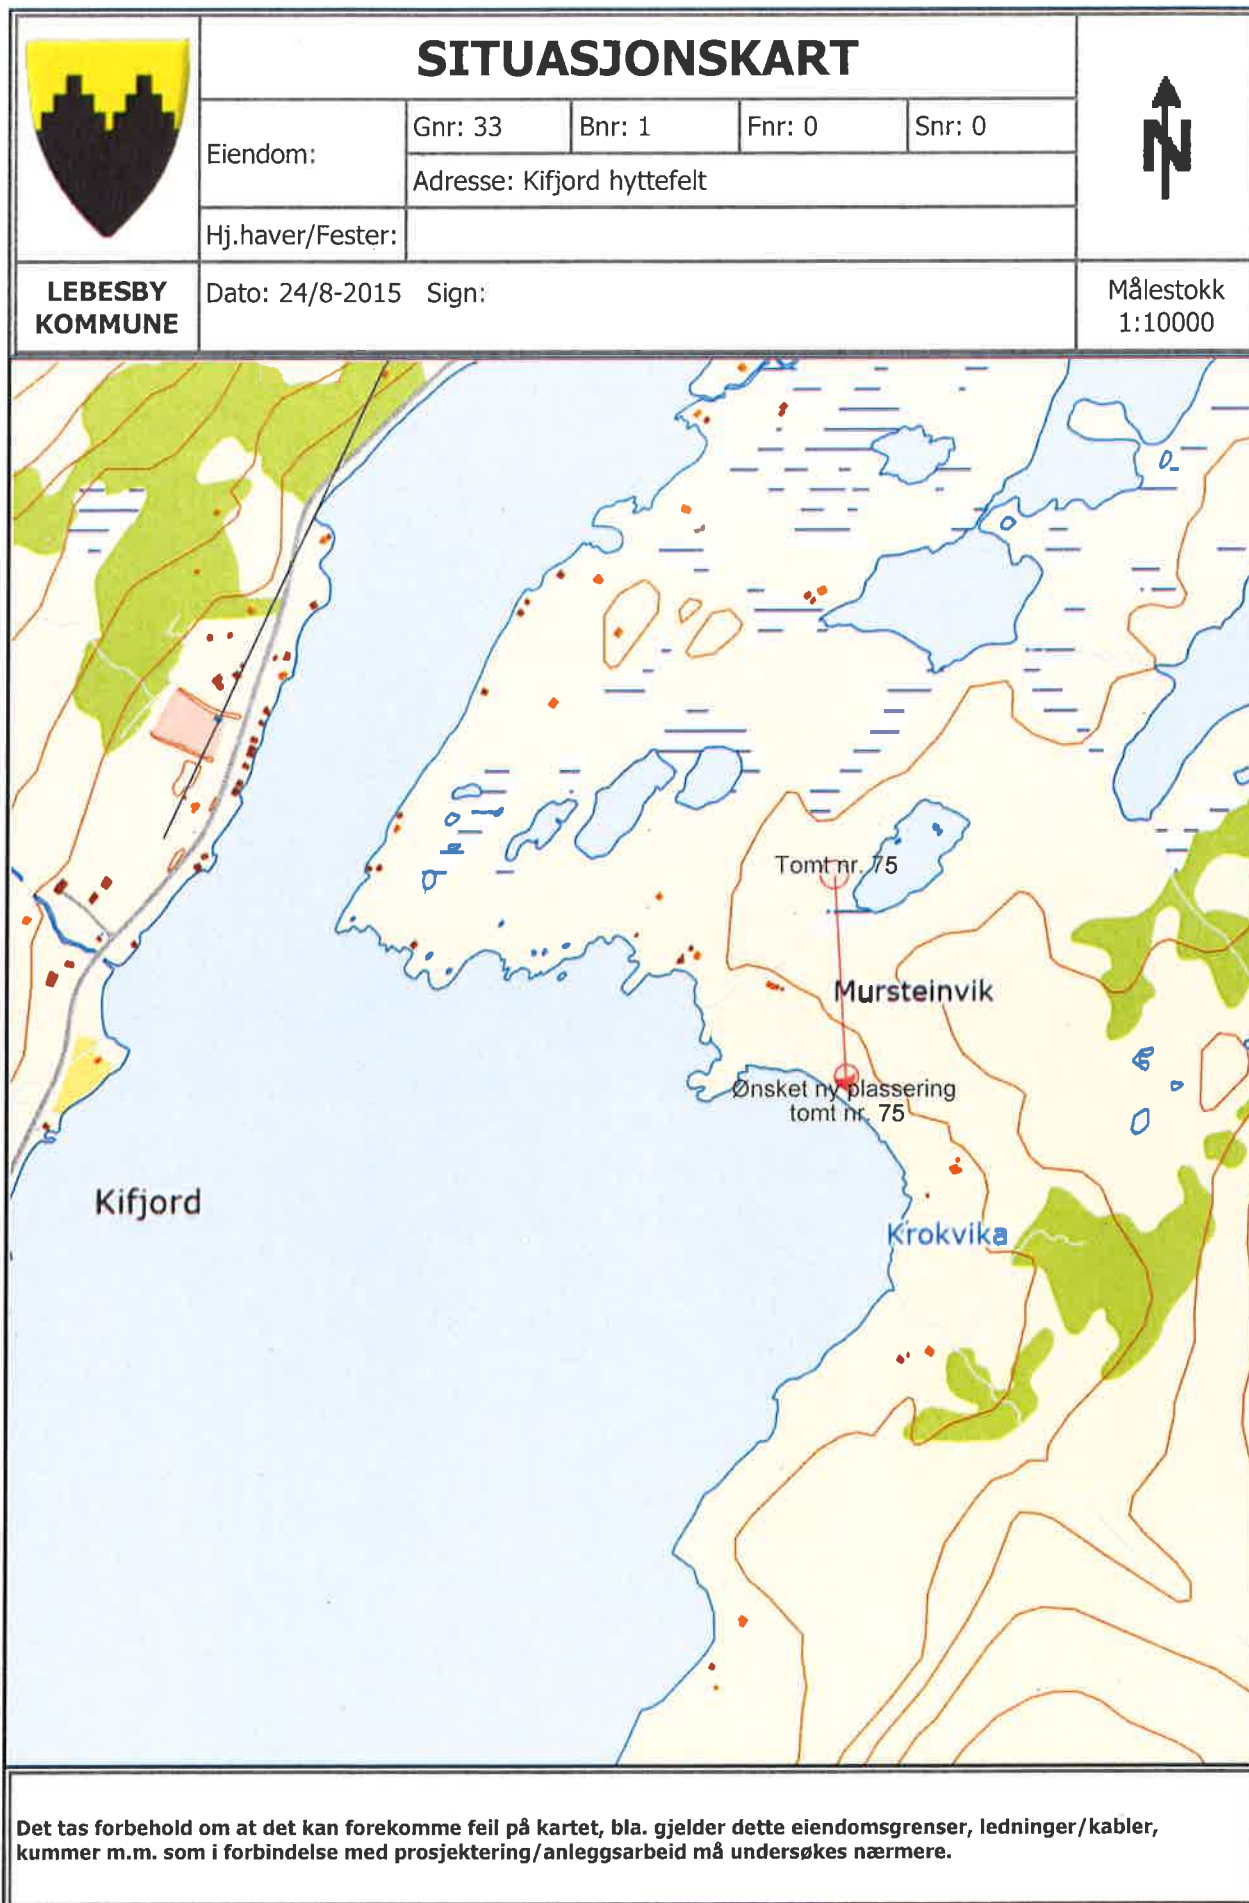 SITUASJONSKART
Eiendom:
Gnr: 33
Bnr: 1
Fnr: 0
Snr: 0
Adresse: Kifjord hyttefelt
Hj.haver/Fester:
N
LEBESBY
KOMMUNE
Dato: 24/8-2015 Sign:
Målestokk
1:10000
Tomt nr. 75
Mursteinvik
Ønsket ny plassering
tomt nr. 75
Kifjord
Krokvika
Det tas forbehold om at det kan forekomme feil på kartet, bla. gjelder dette eiendomsgrenser, ledninger/kabler,
kummer m.m. som i forbindelse med prosjektering/anleggsarbeid må undersøkes nærmere.